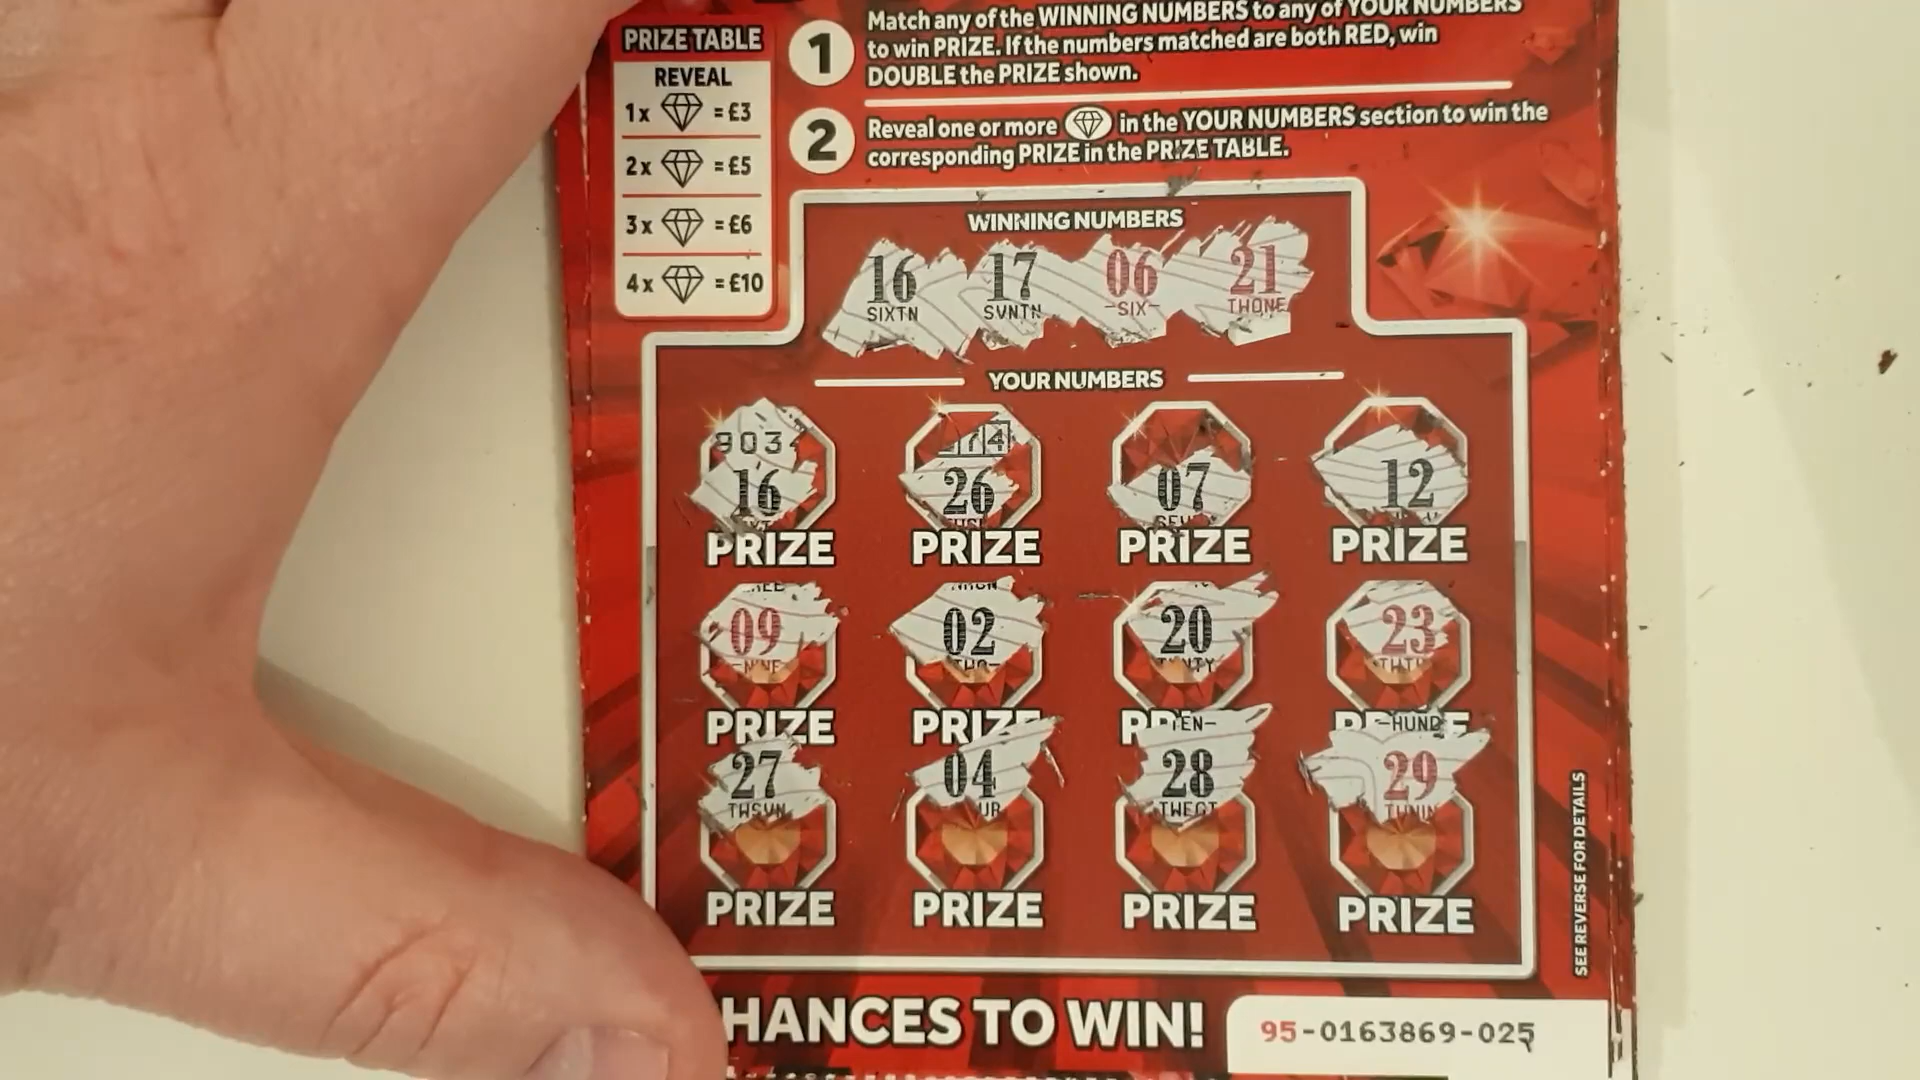 PRIZE TABLE
REVEAL
1x = £3
2x = £5
3x = £6
4x = £10
1 Match any of the WINNING NUMBERS to any of YOUR NUMBERS
to win PRIZE. If the numbers matched are both RED, win
DOUBLE the PRIZE shown.
2 Reveal one or more in the YOUR NUMBERS section to win the
corresponding PRIZE in the PRIZE TABLE.
WINNING NUMBERS
16 17 06 21
SIXTN SVNTN -SIX- THONE
YOUR NUMBERS
903
16 26 07 12
PRIZE PRIZE PRIZE PRIZE
09 02 20 23
PRIZE PRIZE
TEN- -HUND
27 04 28 29
THSVN
PRIZE PRIZE PRIZE PRIZE
HANCES TO WIN!
95-0163869-025
SEE REVERSE FOR DETAILS